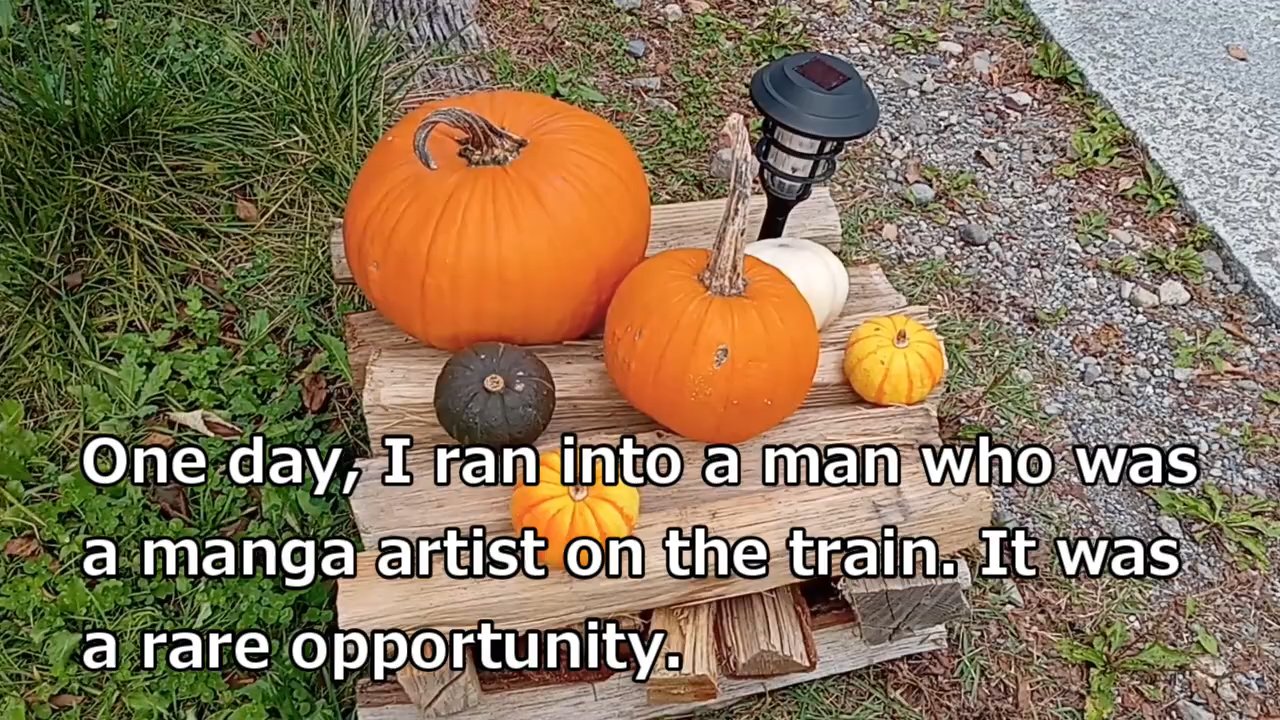 One day, I ran into a man who was
a manga artist on the train. It was
a rare opportunity.